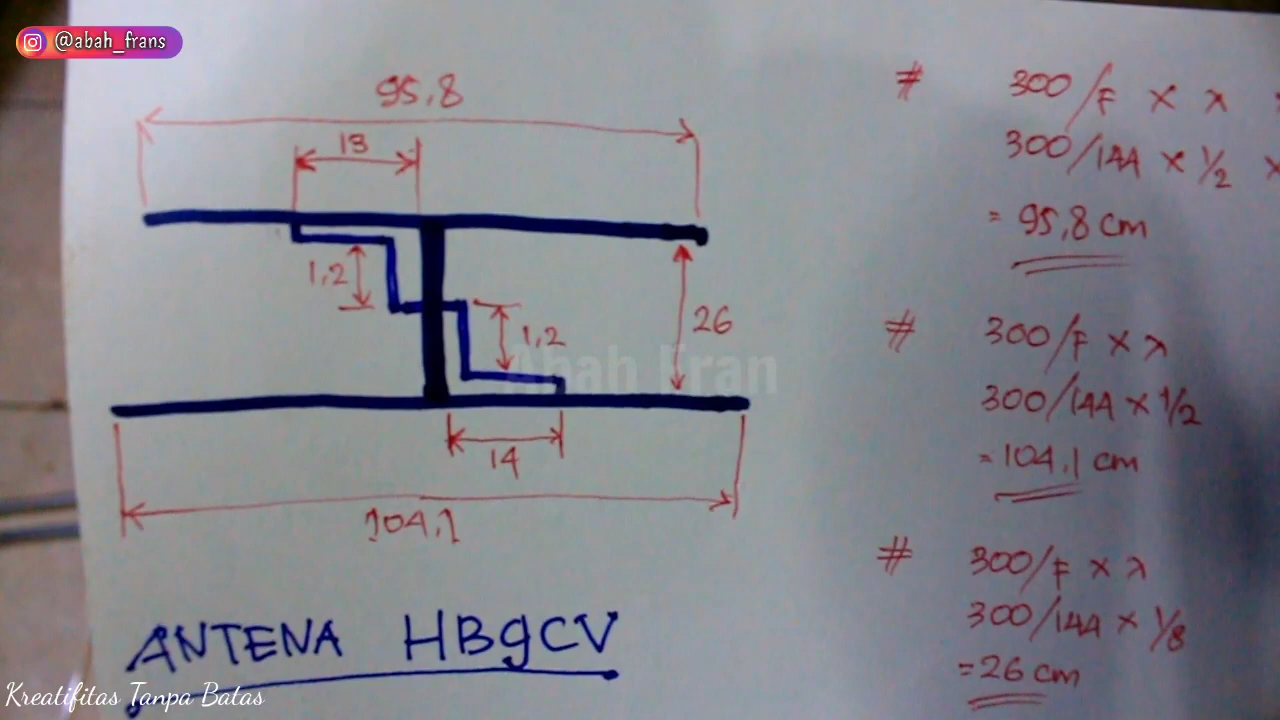 @abah_frans
95,8
13
1,2
1,2
26
14
104,1
ANTENA HB9CV
# 300/F × λ
300/144 × 1/2 ×
= 95,8 cm
# 300/F × λ
300/144 × 1/2
= 104,1 cm
# 300/F × λ
300/144 × 1/8
= 26 cm
Abah Fran
Kreatifitas Tanpa Batas